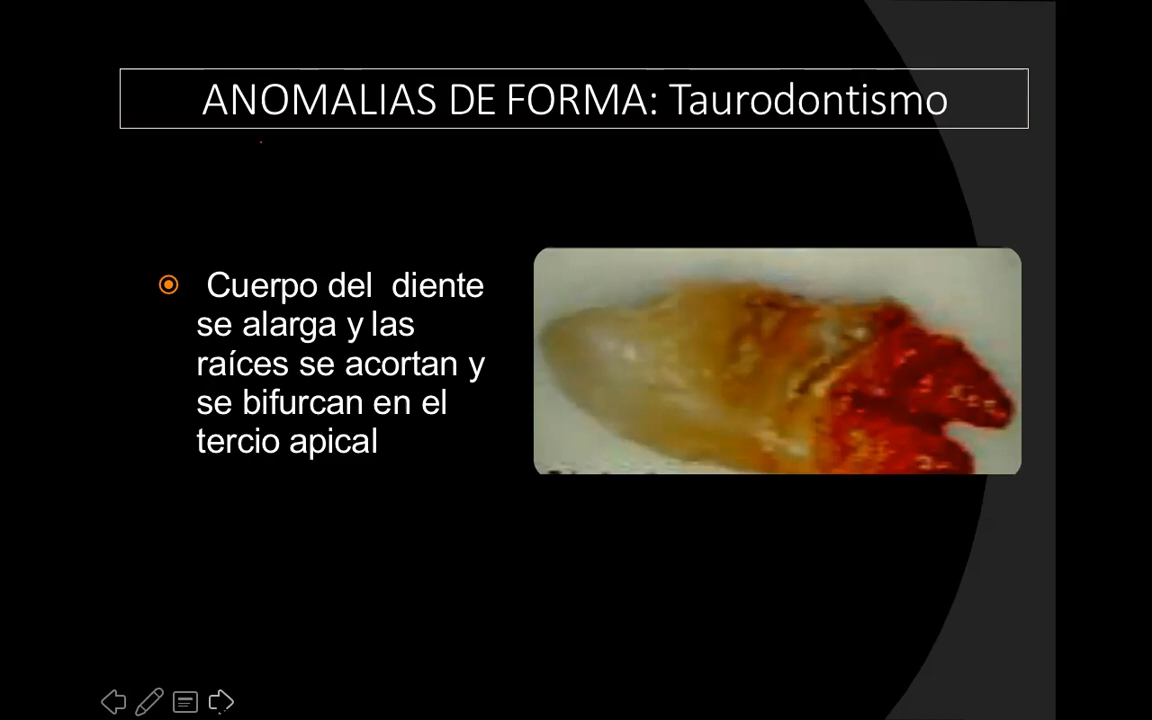 ANOMALIAS DE FORMA: Taurodontismo
Cuerpo del diente
se alarga y las
raíces se acortan y
se bifurcan en el
tercio apical